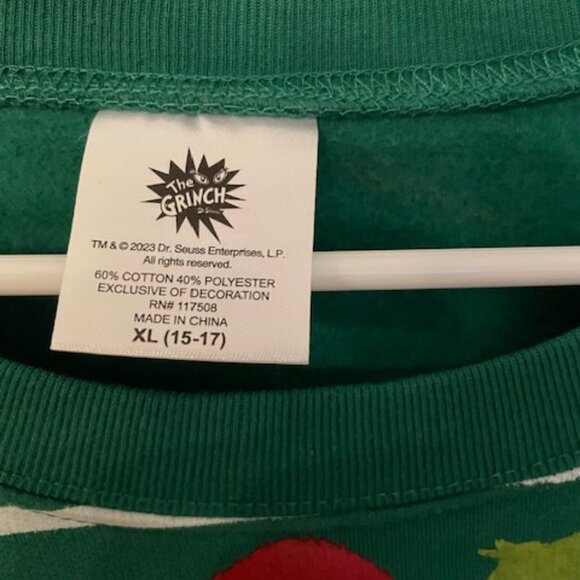 The
GRINCH
Dr. Seuss
TM & © 2023 Dr. Seuss Enterprises, L.P.
All rights reserved.
60% COTTON 40% POLYESTER
EXCLUSIVE OF DECORATION
RN# 117508
MADE IN CHINA
XL (15-17)